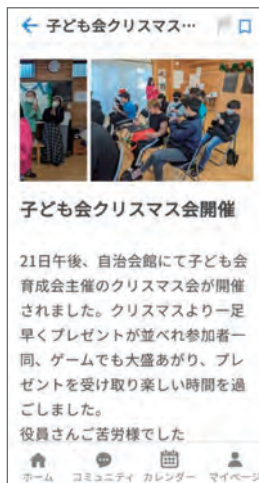 子ども会クリスマス…
子ども会クリスマス会開催
21日午後、自治会館にて子ども会
育成会主催のクリスマス会が開催
されました。クリスマスより一足
早くプレゼントが並べれ参加者一
同、ゲームでも大盛あがり、プレ
ゼントを受け取り楽しい時間を過
ごしました。
役員さんご苦労様でした
ホーム コミュニティ カレンダー マイページ